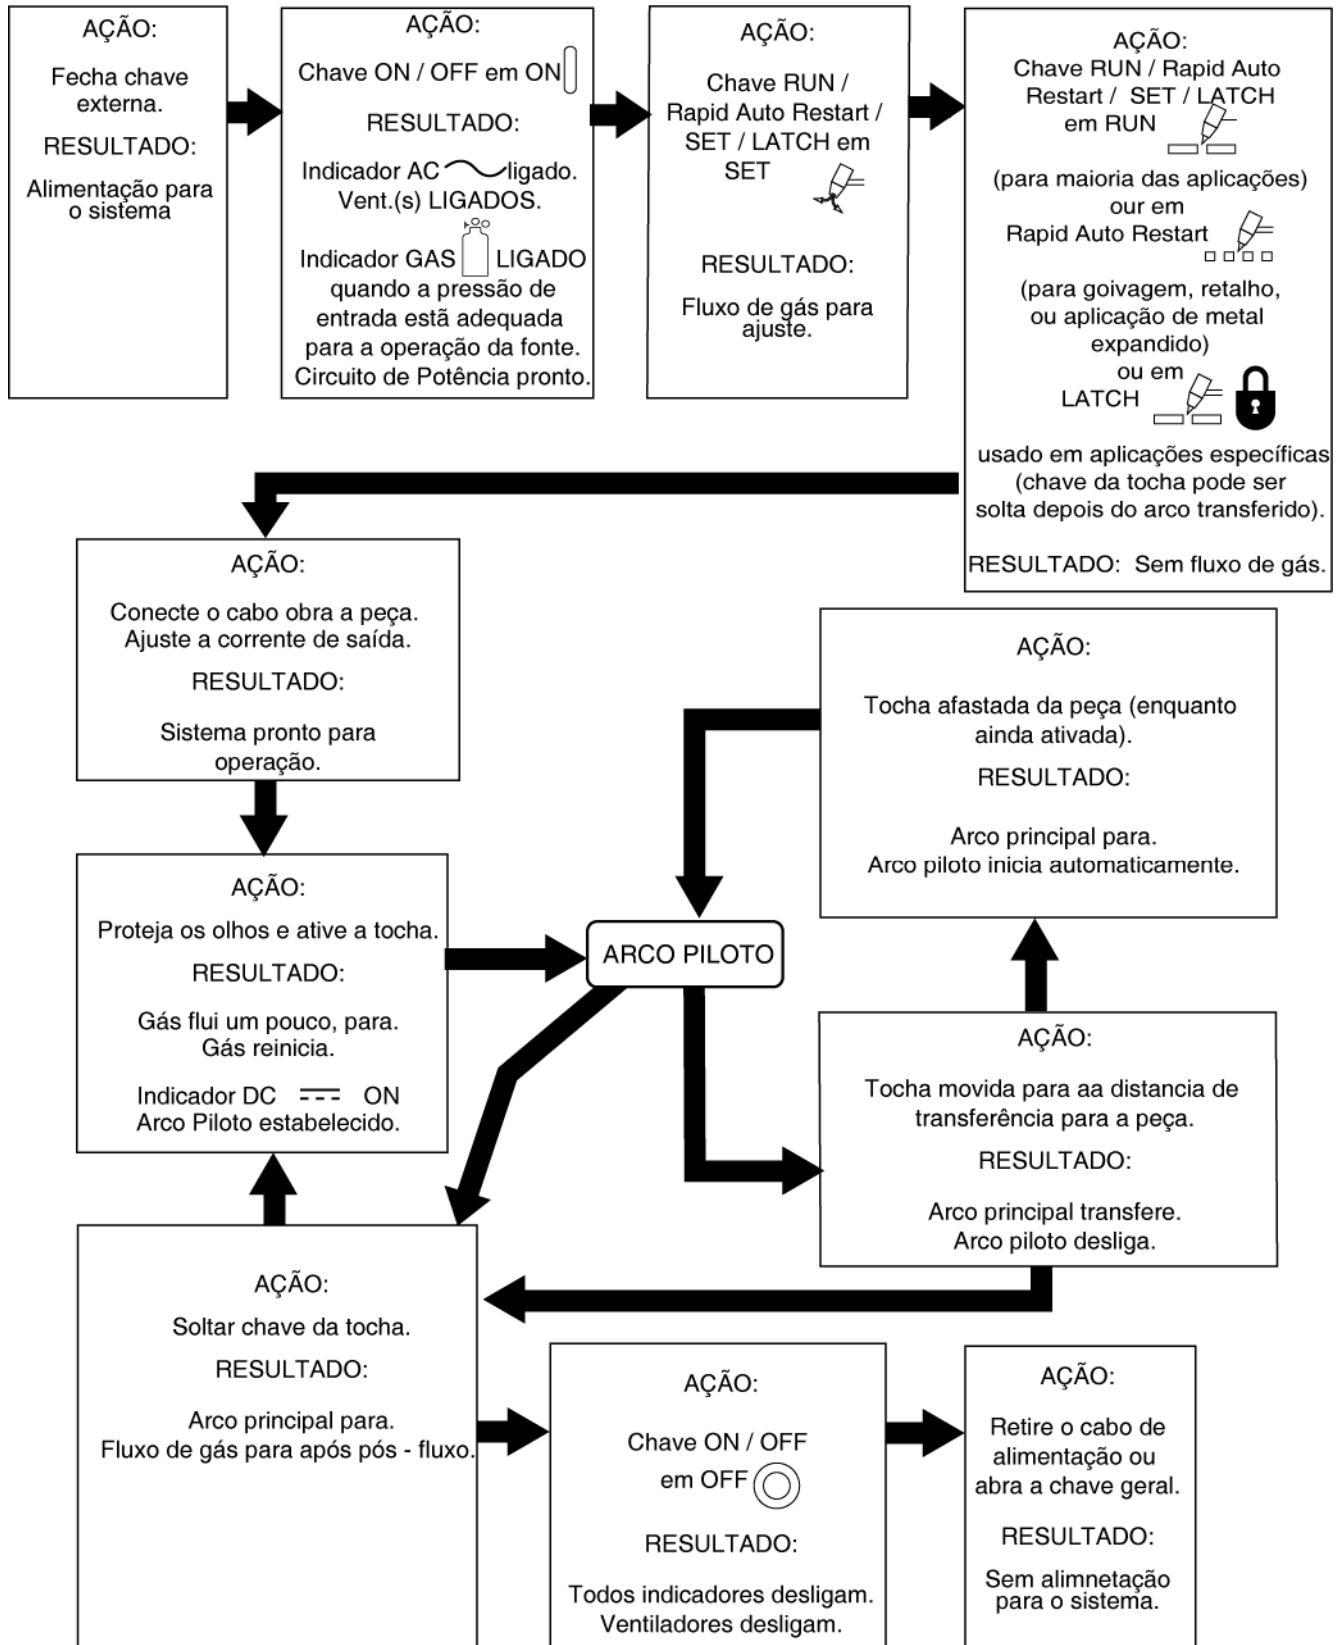 AÇÃO:
Fecha chave
externa.
RESULTADO:
Alimentação para
o sistema
AÇÃO:
Chave ON / OFF em ON
RESULTADO:
Indicador AC ligado.
Vent.(s) LIGADOS.
Indicador GAS LIGADO
quando a pressão de
entrada estã adequada
para a operação da fonte.
Circuito de Potência pronto.
AÇÃO:
Chave RUN /
Rapid Auto Restart /
SET / LATCH em
SET
RESULTADO:
Fluxo de gás para
ajuste.
AÇÃO:
Chave RUN / Rapid Auto
Restart / SET / LATCH
em RUN
(para maioria das aplicações)
our em
Rapid Auto Restart
(para goivagem, retalho,
ou aplicação de metal
expandido)
ou em
LATCH
usado em aplicações específicas
(chave da tocha pode ser
solta depois do arco transferido).
RESULTADO: Sem fluxo de gás.
AÇÃO:
Conecte o cabo obra a peça.
Ajuste a corrente de saída.
RESULTADO:
Sistema pronto para
operação.
AÇÃO:
Proteja os olhos e ative a tocha.
RESULTADO:
Gás flui um pouco, para.
Gás reinicia.
Indicador DC ON
Arco Piloto estabelecido.
ARCO PILOTO
AÇÃO:
Tocha afastada da peça (enquanto
ainda ativada).
RESULTADO:
Arco principal para.
Arco piloto inicia automaticamente.
AÇÃO:
Tocha movida para aa distancia de
transferência para a peça.
RESULTADO:
Arco principal transfere.
Arco piloto desliga.
AÇÃO:
Soltar chave da tocha.
RESULTADO:
Arco principal para.
Fluxo de gás para após pós - fluxo.
AÇÃO:
Chave ON / OFF
em OFF
RESULTADO:
Todos indicadores desligam.
Ventiladores desligam.
AÇÃO:
Retire o cabo de
alimentação ou
abra a chave geral.
RESULTADO:
Sem alimnetação
para o sistema.